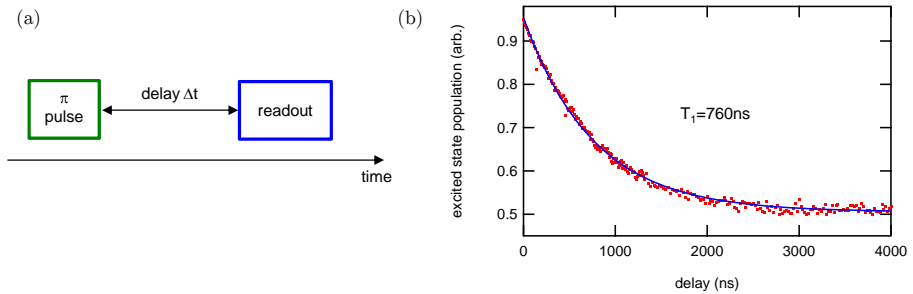 (a)
π
pulse
delay Δt
readout
time
(b)
excited state population (arb.)
0.9
0.8
0.7
0.6
0.5
T₁=760ns
0
1000
2000
3000
4000
delay (ns)